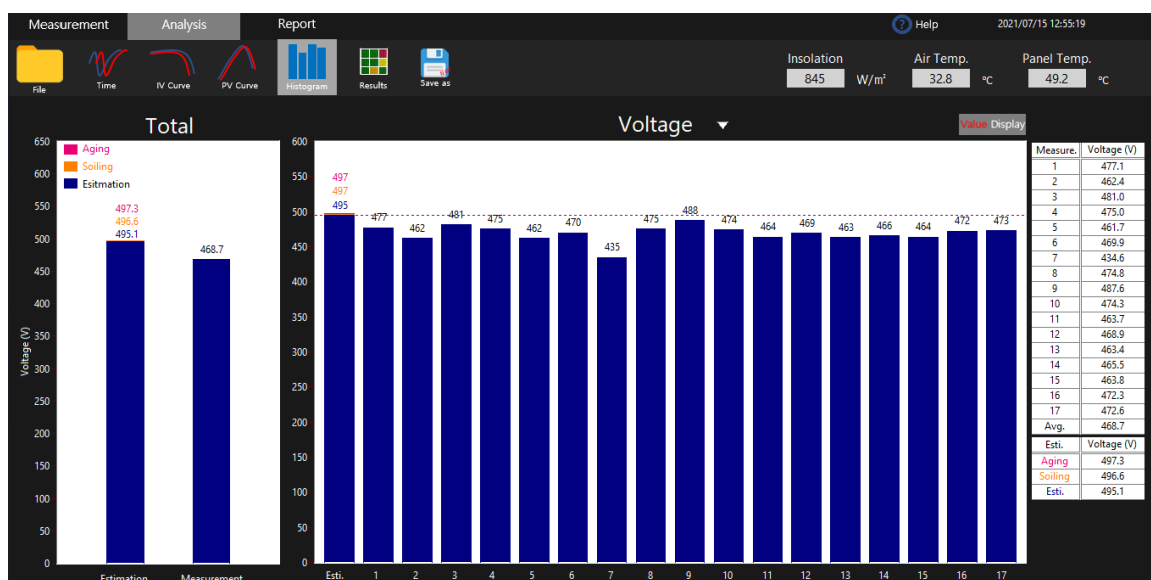 Measurement Analysis Report Help 2021/07/15 12:55:19
File Time IV Curve PV Curve Histogram Results Save as
Insolation Air Temp. Panel Temp.
845 W/m² 32.8 ℃ 49.2 ℃
Total
Aging
Soiling
Esitmation
650
600
550
500
450
400
350
300
250
200
150
100
50
0
Voltage (V)
497.3
496.6
495.1
468.7
Estimation Measurement
Voltage
Value Display
600
550
500
450
400
350
300
250
200
150
100
50
0
497
497
495
477 462 481 475 462 470 435 475 488 474 464 469 463 466 464 472 473
Esti. 1 2 3 4 5 6 7 8 9 10 11 12 13 14 15 16 17
Measure. Voltage (V)
1 477.1
2 462.4
3 481.0
4 475.0
5 461.7
6 469.9
7 434.6
8 474.8
9 487.6
10 474.3
11 463.7
12 468.9
13 463.4
14 465.5
15 463.8
16 472.3
17 472.6
Avg. 468.7
Esti. Voltage (V)
Aging 497.3
Soiling 496.6
Esti. 495.1